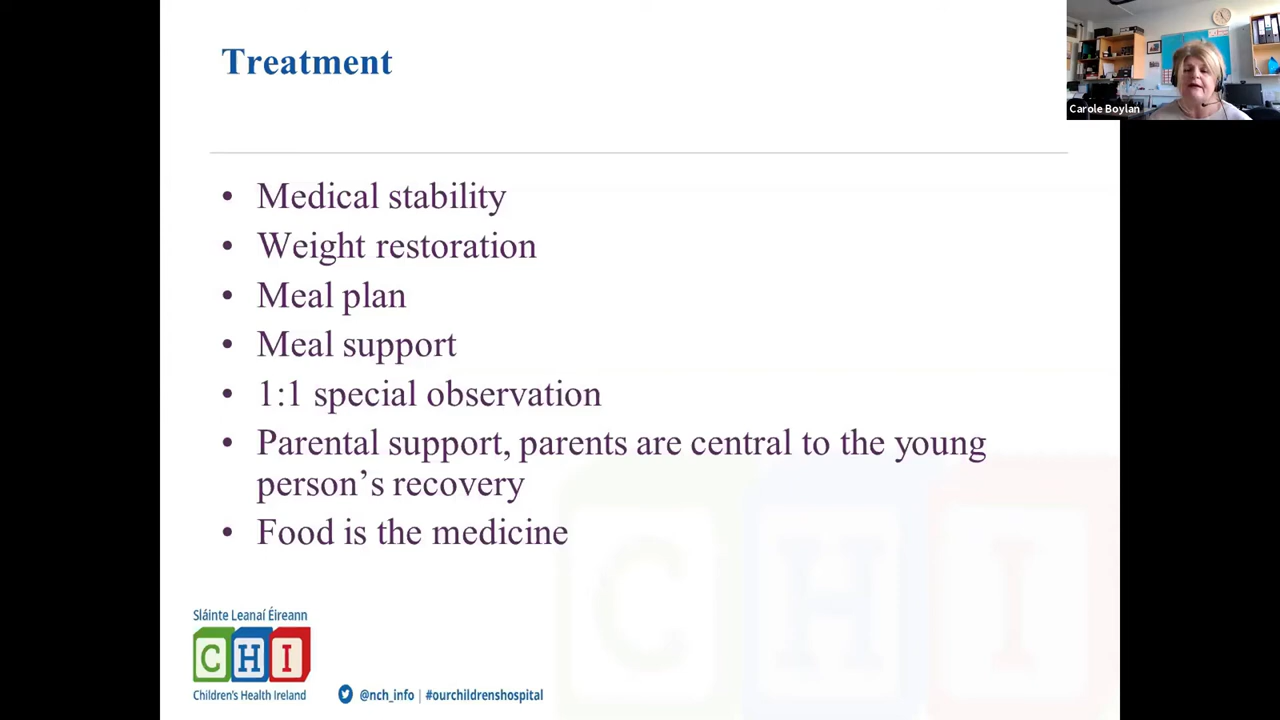 Treatment
Carole Boylan
• Medical stability
• Weight restoration
• Meal plan
• Meal support
• 1:1 special observation
• Parental support, parents are central to the young
person’s recovery
• Food is the medicine
Sláinte Leanaí Éireann
CHI
Children's Health Ireland
@nch_info | #ourchildrenshospital
CHI